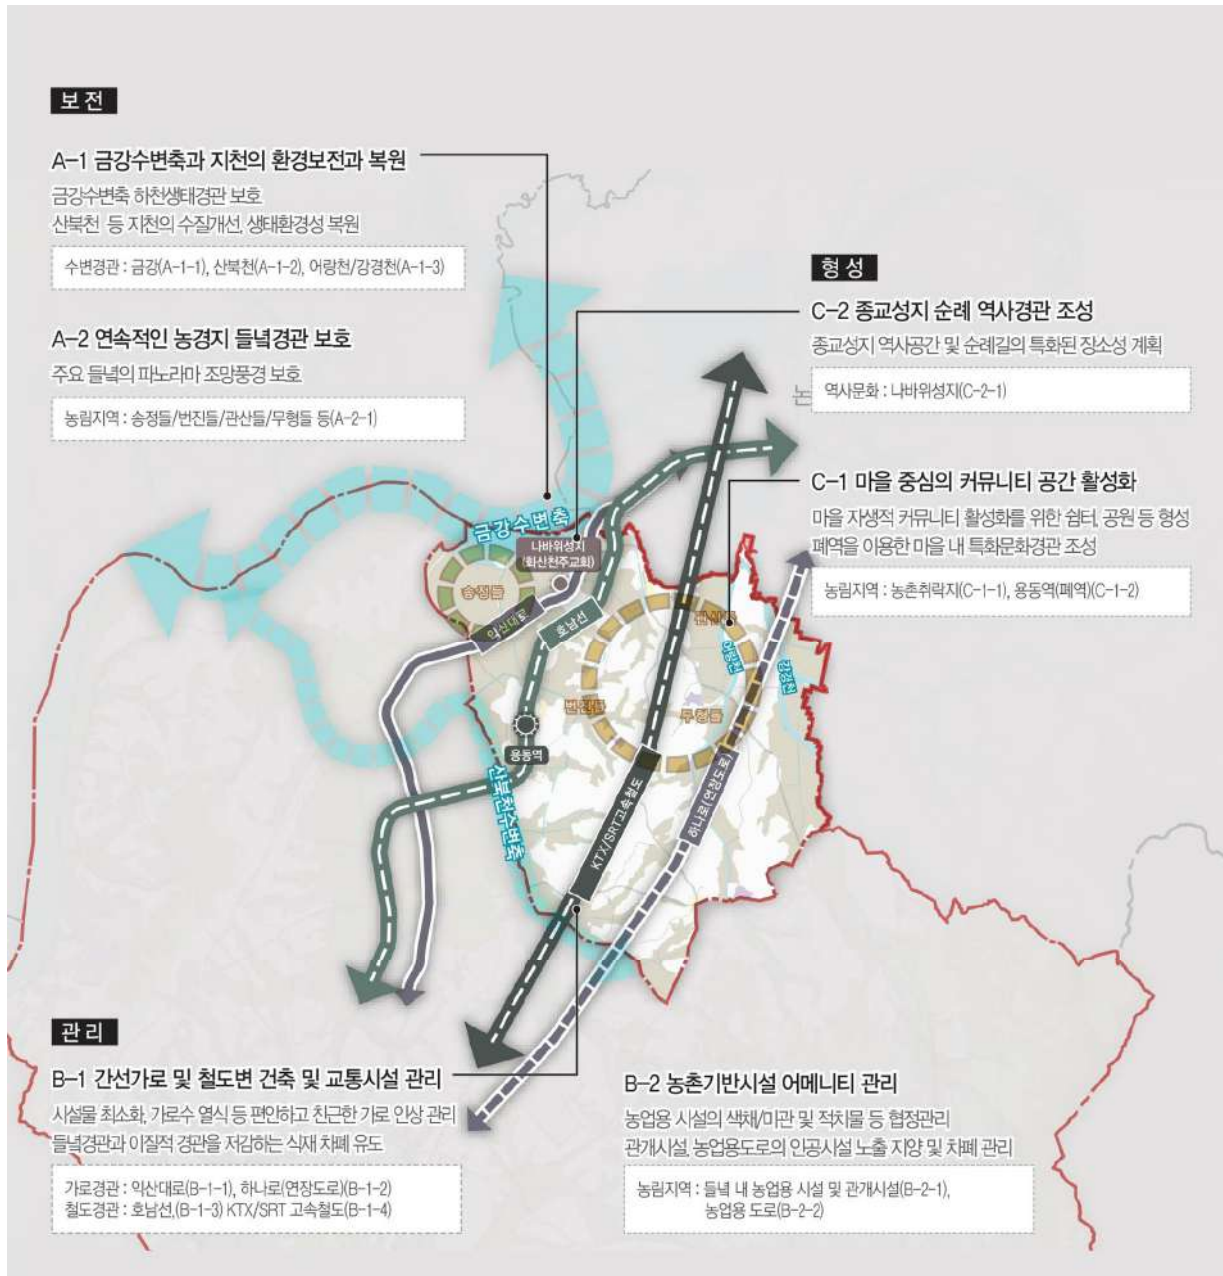 보전
A-1 금강수변축과 지천의 환경보전과 복원
금강수변축 하천생태경관 보호
산북천 등 지천의 수질개선, 생태환경성 복원
수변경관 : 금강(A-1-1), 산북천(A-1-2), 어량천/강경천(A-1-3)
A-2 연속적인 농경지 들녘경관 보호
주요 들녘의 파노라마 조망풍경 보호
농림지역 : 송정들/번진들/관산들/무형들 등(A-2-1)
형성
C-2 종교성지 순례 역사경관 조성
종교성지 역사공간 및 순례길의 특화된 장소성 계획
논
역사문화 : 나바위성지(C-2-1)
C-1 마을 중심의 커뮤니티 공간 활성화
마을 자생적 커뮤니티 활성화를 위한 쉼터, 공원 등 형성
폐역을 이용한 마을 내 특화문화경관 조성
농림지역 : 농촌취락지(C-1-1), 용동역(폐역)(C-1-2)
금강수변축
나바위성지
(화산천주교회)
송정들
익산대로
호남선
관산들
어량천
강경천
번진들
무형들
용동역
산북천수변축
KTX/SRT고속철도
하나로(연장도로)
관리
B-1 간선가로 및 철도변 건축 및 교통시설 관리
시설물 최소화, 가로수 열식 등 편안하고 친근한 가로 인상 관리
들녘경관과 이질적 경관을 저감하는 식재 차폐 유도
가로경관 : 익산대로(B-1-1), 하나로(연장도로)(B-1-2)
철도경관 : 호남선,(B-1-3) KTX/SRT 고속철도(B-1-4)
B-2 농촌기반시설 어메니티 관리
농업용 시설의 색채/미관 및 적치물 등 협정관리
관개시설, 농업용도로의 인공시설 노출 지양 및 차폐 관리
농림지역 : 들녘 내 농업용 시설 및 관개시설(B-2-1),
농업용 도로(B-2-2)